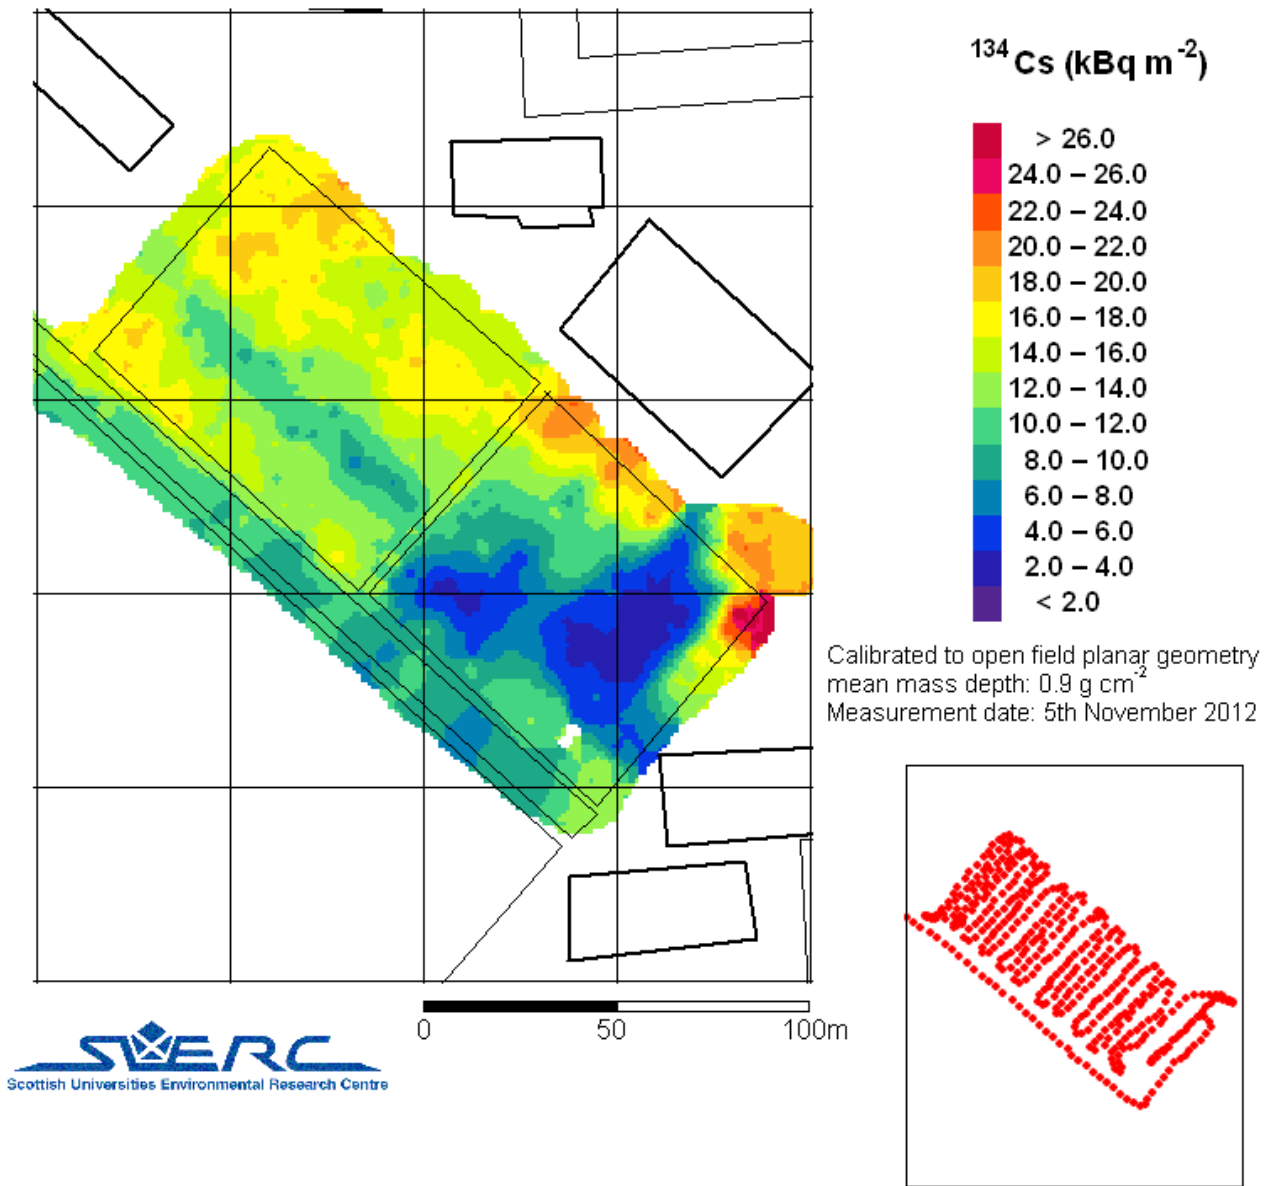 134 Cs (kBq m-2)
> 26.0
24.0 – 26.0
22.0 – 24.0
20.0 – 22.0
18.0 – 20.0
16.0 – 18.0
14.0 – 16.0
12.0 – 14.0
10.0 – 12.0
8.0 – 10.0
6.0 – 8.0
4.0 – 6.0
2.0 – 4.0
< 2.0
Calibrated to open field planar geometry
mean mass depth: 0.9 g cm-2
Measurement date: 5th November 2012
0 50 100m
SUERC
Scottish Universities Environmental Research Centre